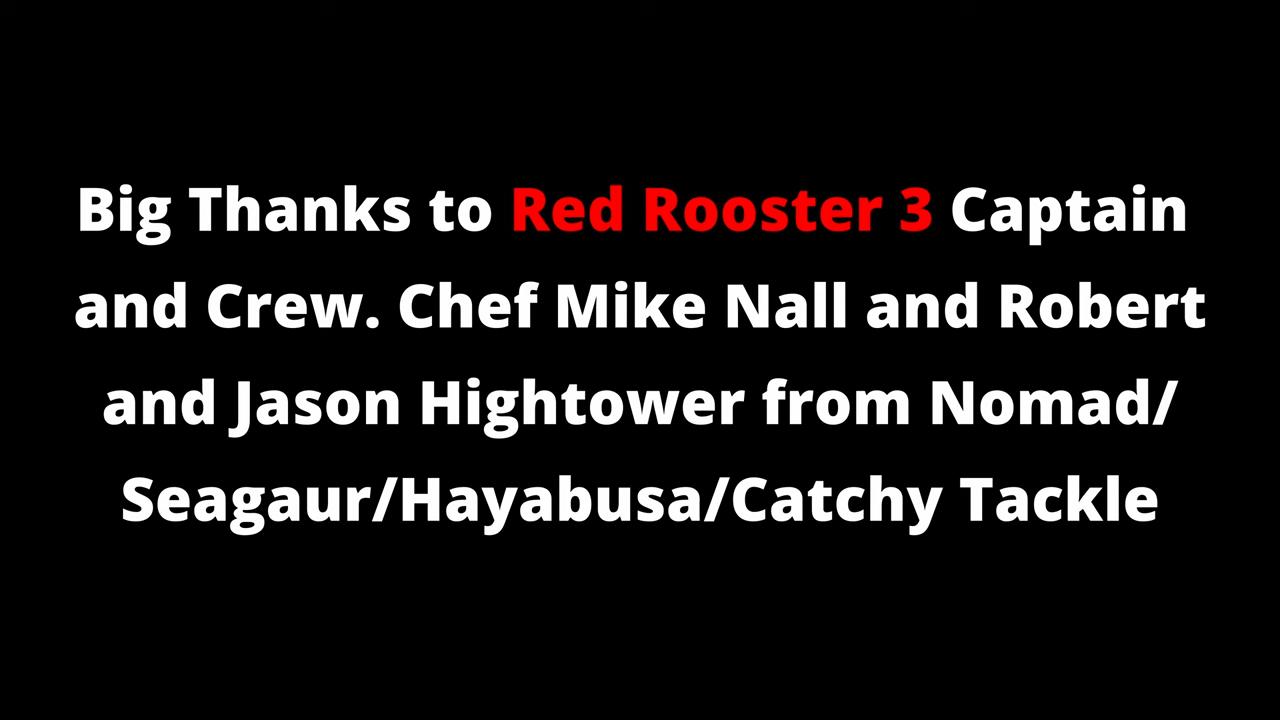 Big Thanks to Red Rooster 3 Captain
and Crew. Chef Mike Nall and Robert
and Jason Hightower from Nomad/
Seagaur/Hayabusa/Catchy Tackle